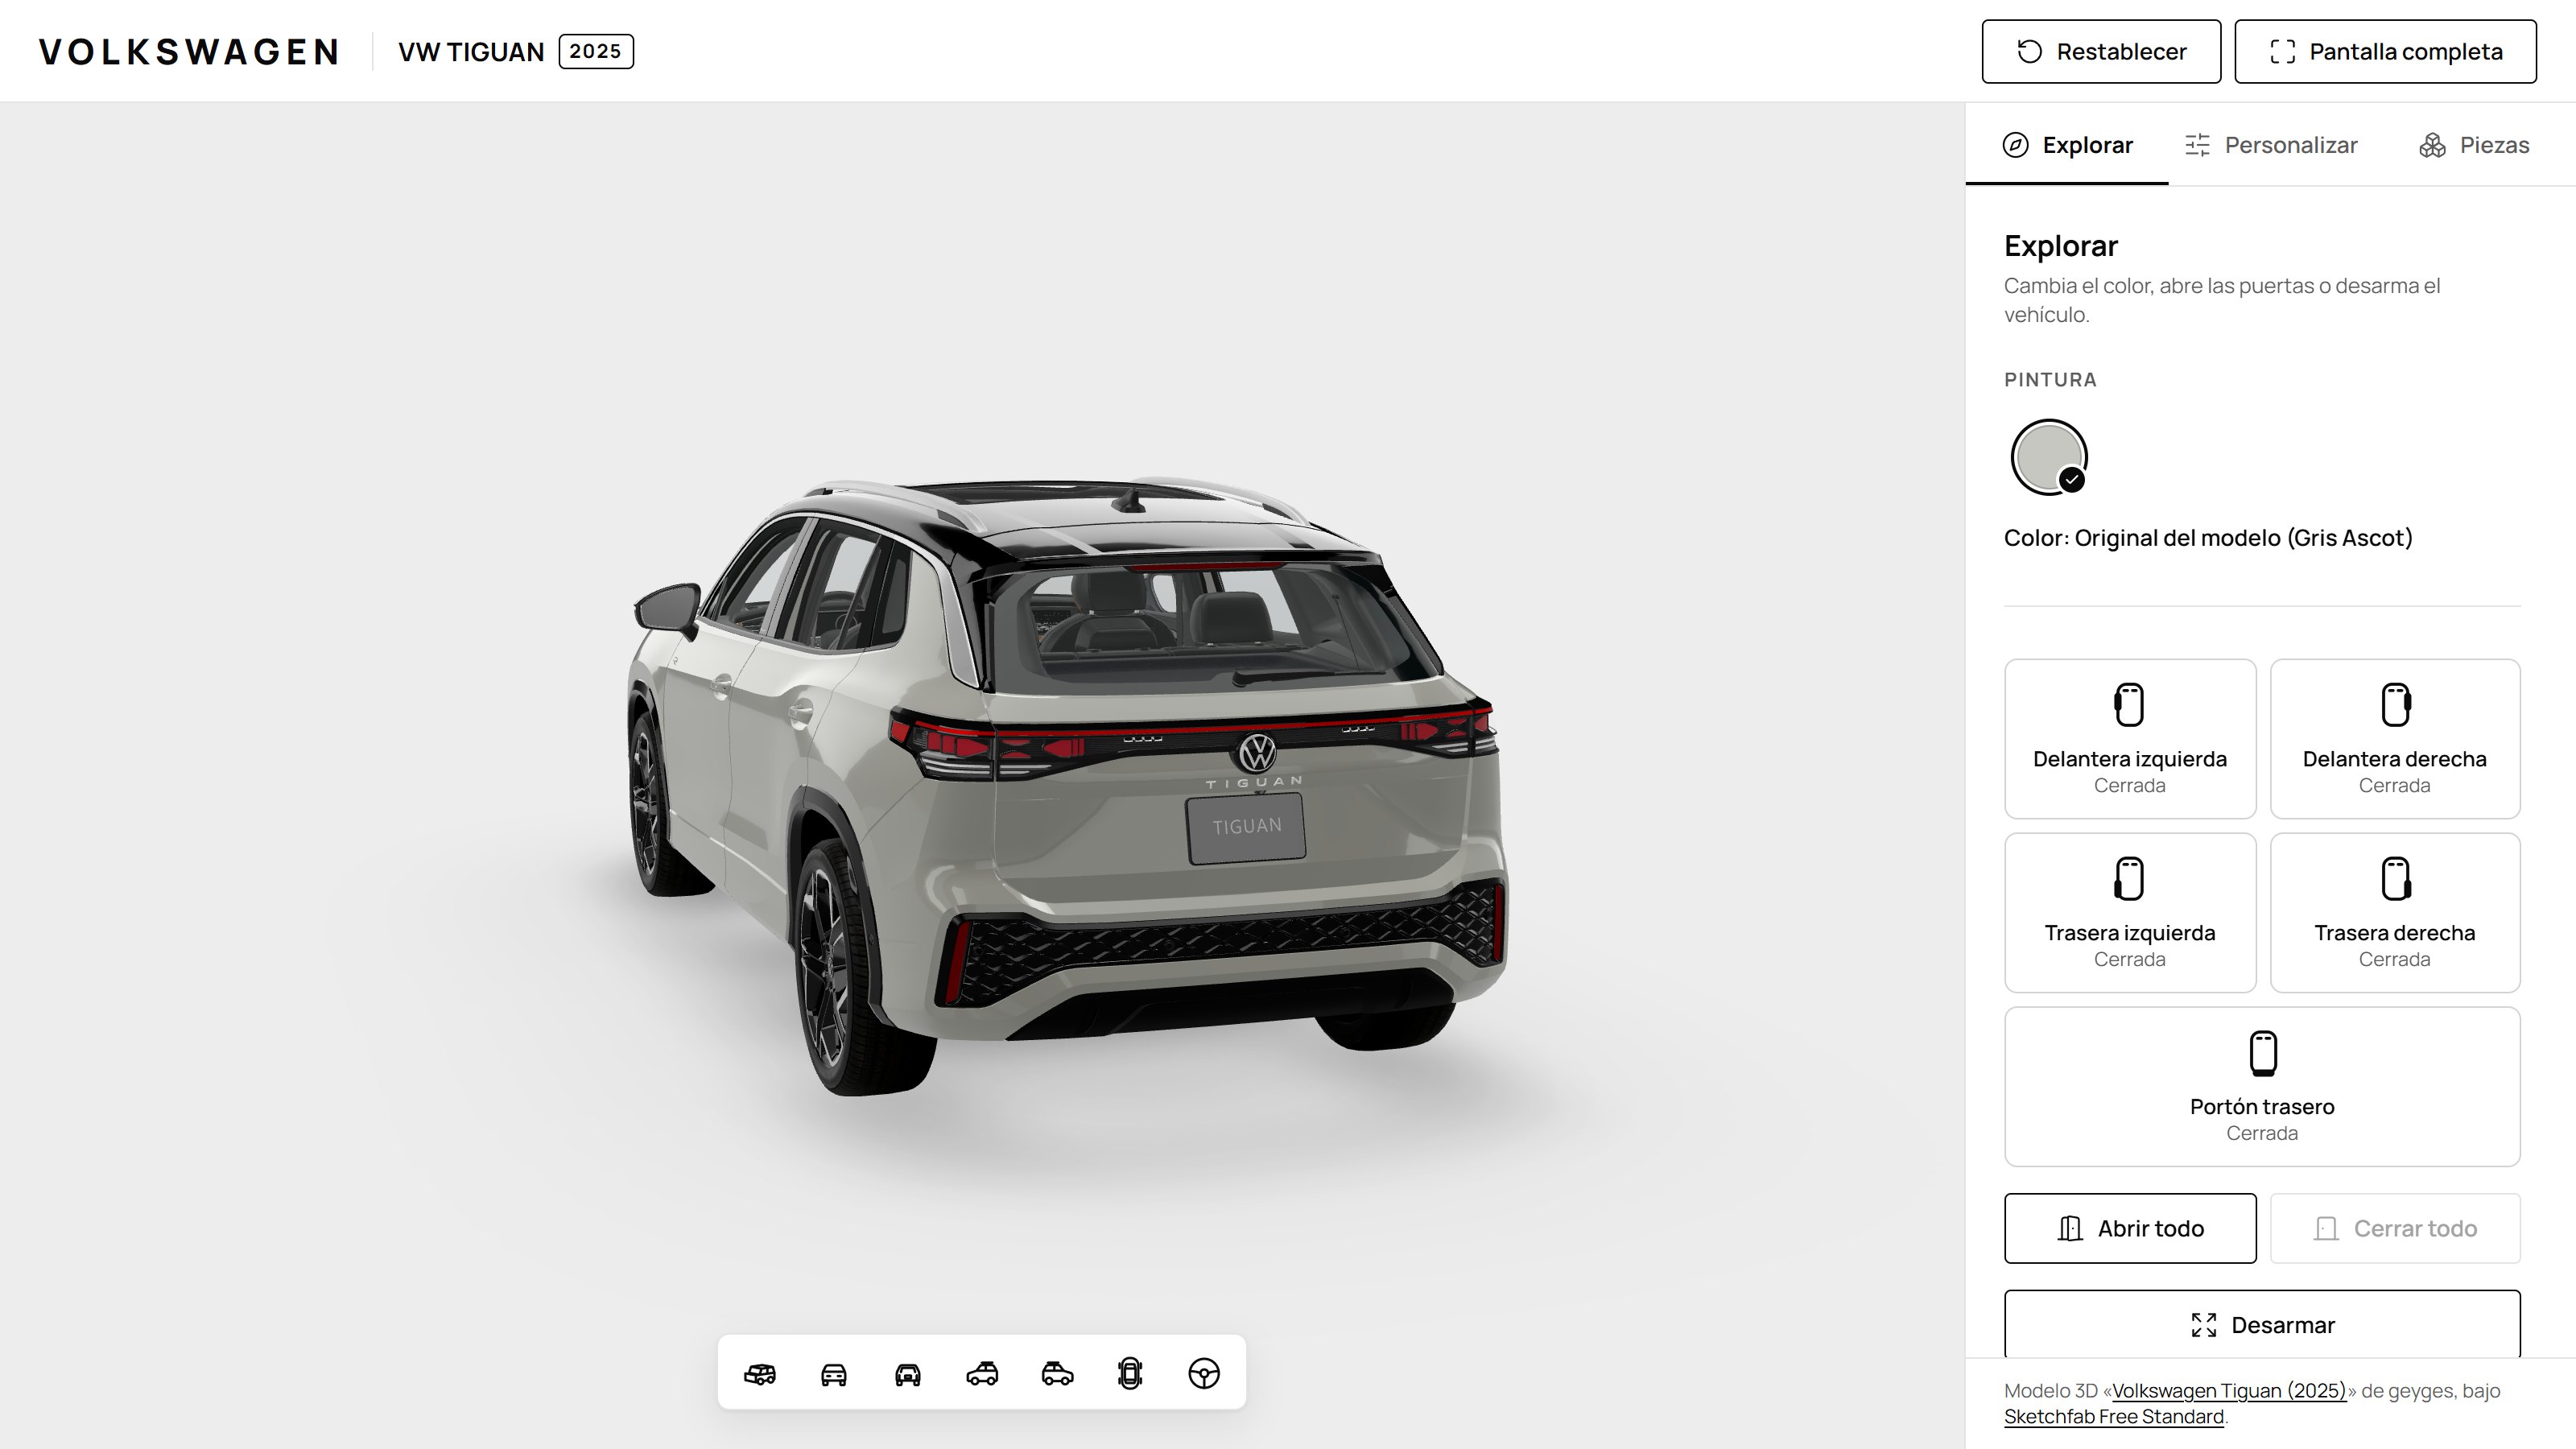 VOLKSWAGEN
VW TIGUAN 2025
Restablecer
Pantalla completa
Explorar
Personalizar
Piezas
Explorar
Cambia el color, abre las puertas o desarma el
vehículo.
PINTURA
Color: Original del modelo (Gris Ascot)
Delantera izquierda
Cerrada
Delantera derecha
Cerrada
Trasera izquierda
Cerrada
Trasera derecha
Cerrada
Portón trasero
Cerrada
Abrir todo
Cerrar todo
Desarmar
Modelo 3D «Volkswagen Tiguan (2025)» de geyges, bajo
Sketchfab Free Standard.
TIGUAN
TIGUAN